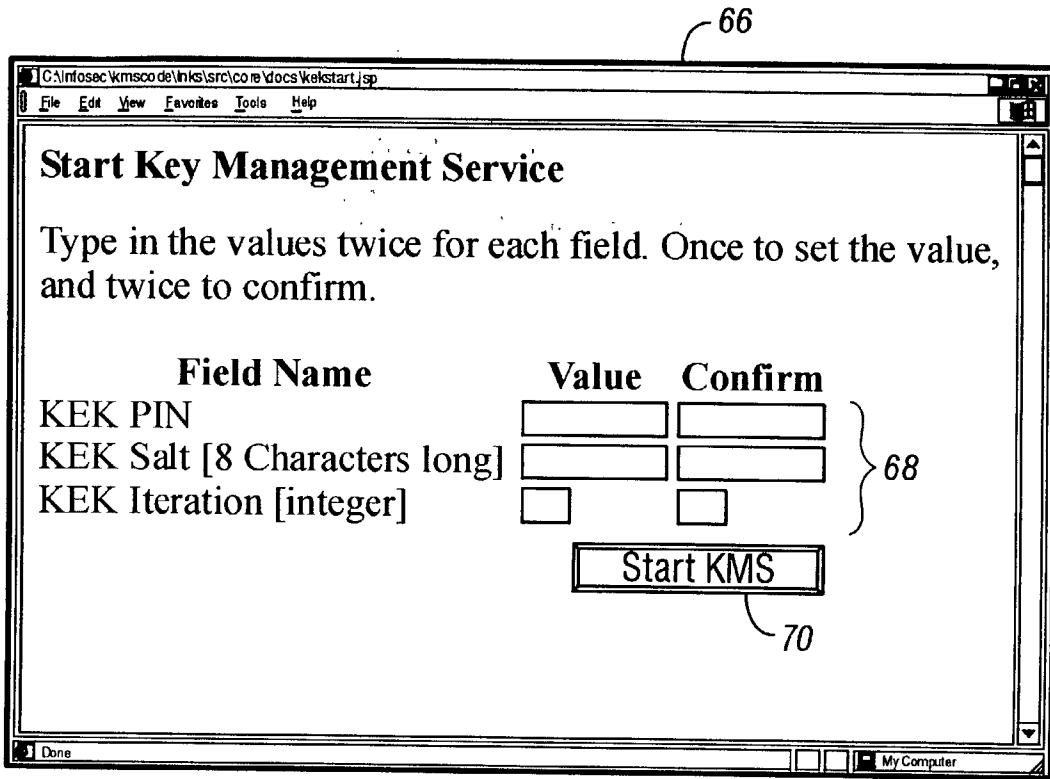 66
C:\Infosec\kmscode\lnks\src\core\docs\kekstart.jsp
File Edit View Favorites Tools Help
Start Key Management Service
Type in the values twice for each field. Once to set the value,
and twice to confirm.
Field Name Value Confirm
KEK PIN
KEK Salt [8 Characters long]
KEK Iteration [integer]
68
Start KMS
70
Done My Computer